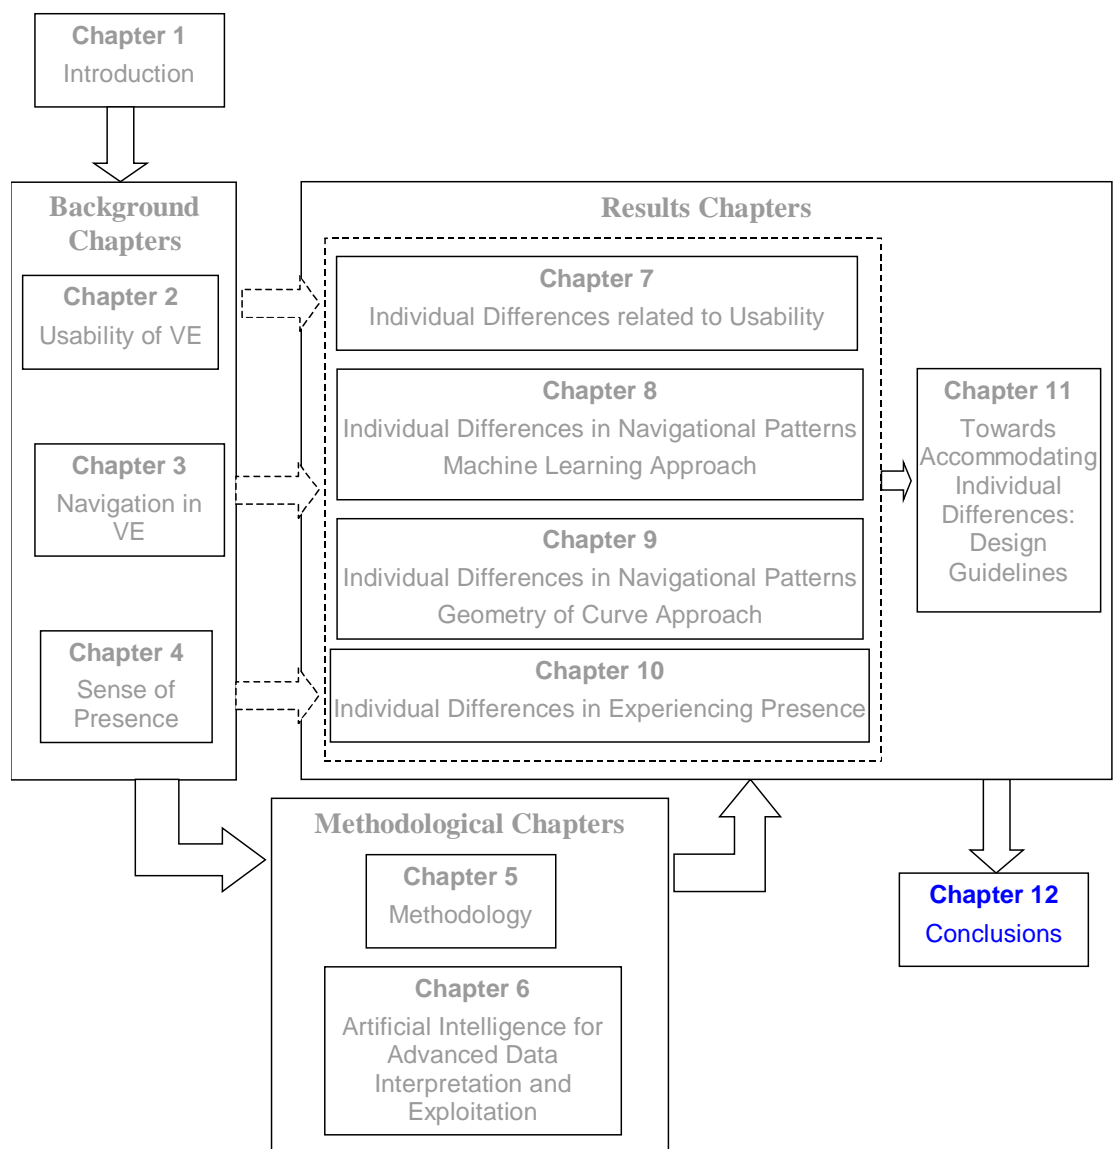 Chapter 1
Introduction
Background
Chapters
Chapter 2
Usability of VE
Chapter 3
Navigation in
VE
Chapter 4
Sense of
Presence
Results Chapters
Chapter 7
Individual Differences related to Usability
Chapter 8
Individual Differences in Navigational Patterns
Machine Learning Approach
Chapter 9
Individual Differences in Navigational Patterns
Geometry of Curve Approach
Chapter 10
Individual Differences in Experiencing Presence
Chapter 11
Towards
Accommodating
Individual
Differences:
Design
Guidelines
Methodological Chapters
Chapter 5
Methodology
Chapter 6
Artificial Intelligence for
Advanced Data
Interpretation and
Exploitation
Chapter 12
Conclusions